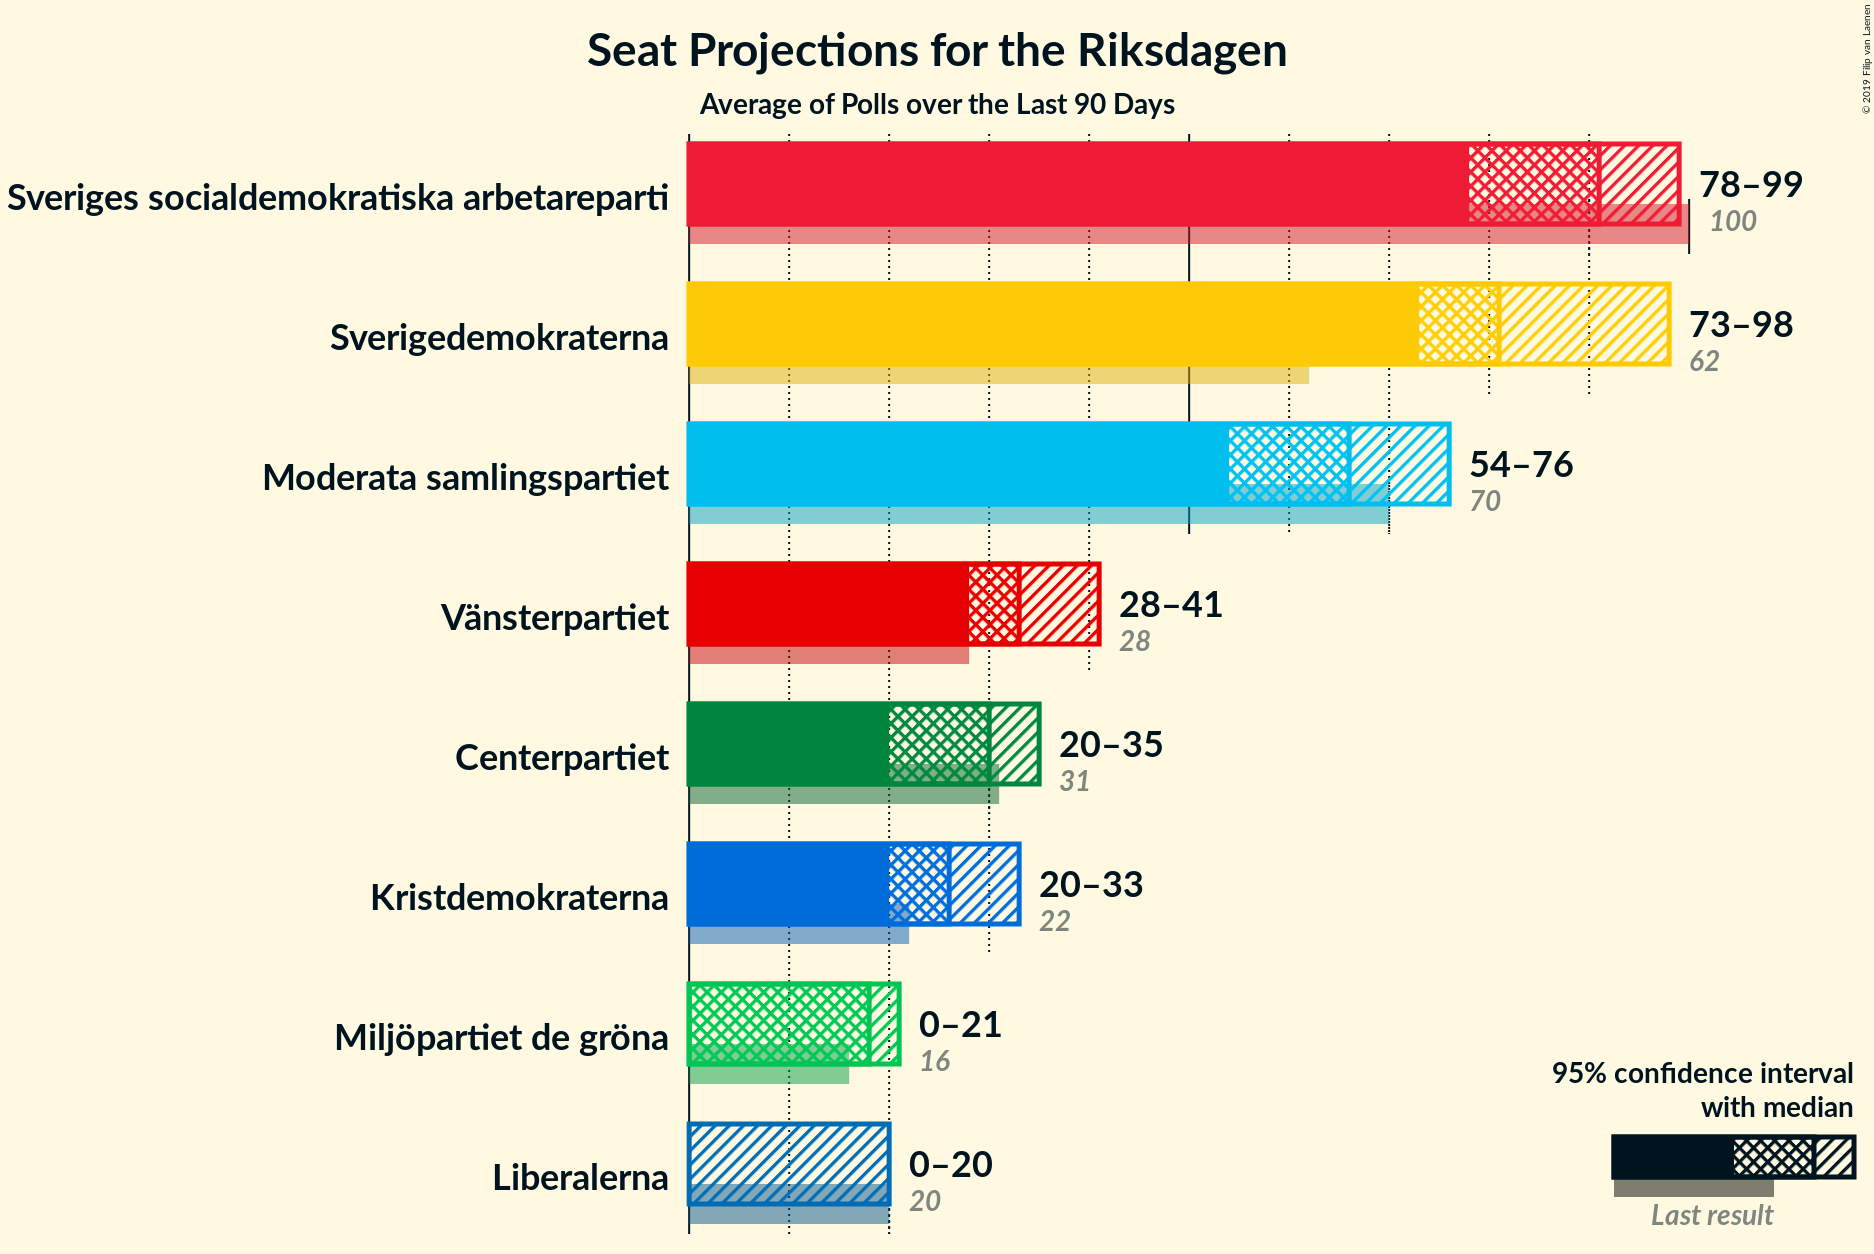 Seat Projections for the Riksdagen
Average of Polls over the Last 90 Days
© 2019 Filip van Laenen
Sveriges socialdemokratiska arbetareparti
78–99
100
Sverigedemokraterna
73–98
62
Moderata samlingspartiet
54–76
70
Vänsterpartiet
28–41
28
Centerpartiet
20–35
31
Kristdemokraterna
20–33
22
Miljöpartiet de gröna
0–21
16
Liberalerna
0–20
20
95% confidence interval
with median
Last result